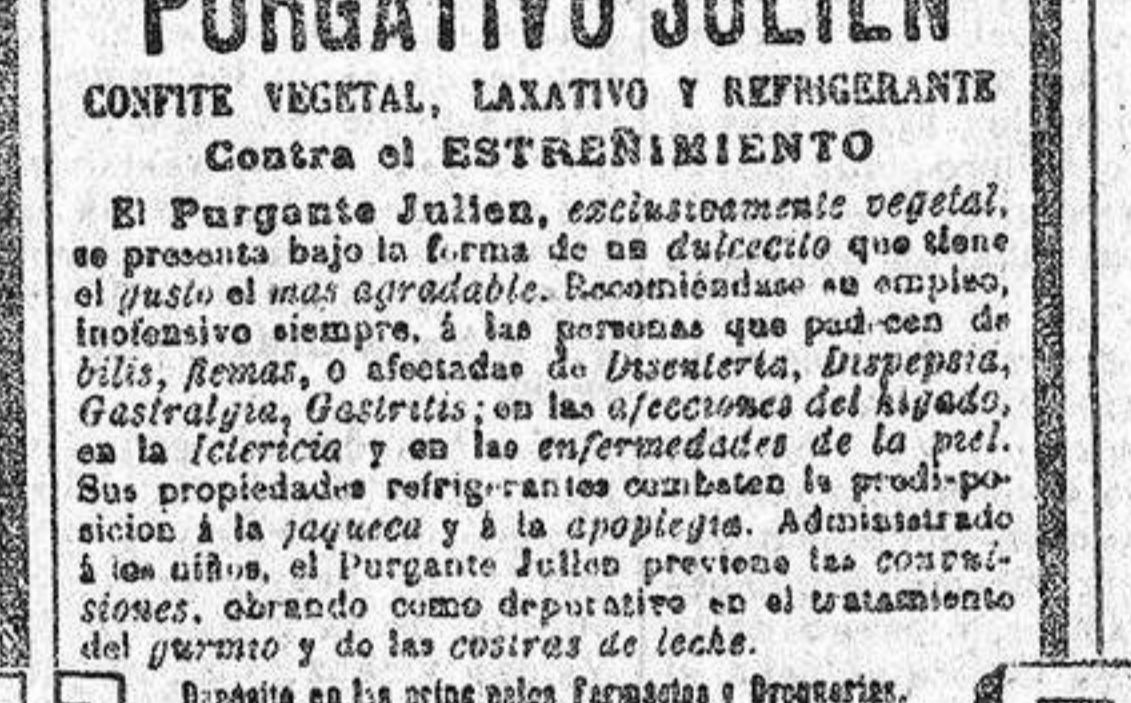 PURGATIVO JULIEN
CONFITE VEGETAL, LAXATIVO Y REFRIGERANTE
Contra el ESTREÑIMIENTO
El Purgante Julien, exclusivamente vegetal,
se presenta bajo la forma de un dulcecito que tiene
el gusto el mas agradable. Recomiéndase su empleo,
inofensivo siempre, á las personas que padecen de
bilis, flemas, o afectadas de Disenteria, Dispepsia,
Gastralgia, Gastritis; en las afecciones del higado,
en la Ictericia y en las enfermedades de la piel.
Sus propiedades refrigerantes combaten la predispo-
sicion á la jaqueca y á la apoplegia. Administrado
á los niños, el Purgante Julien previene las convul-
siones, obrando como depurativo en el tratamiento
del gurmio y de las costras de leche.
Depósito en las principales Farmacias y Droguerias.